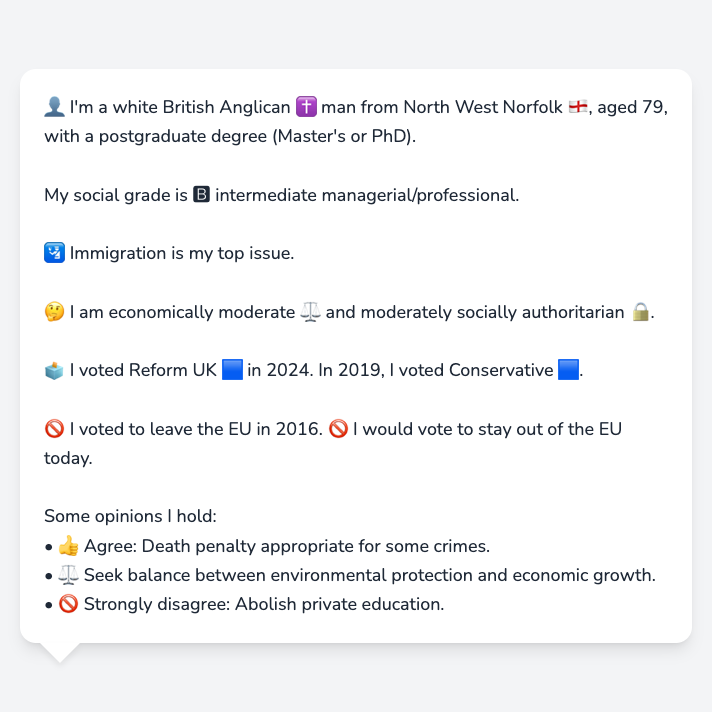 👤 I'm a white British Anglican ✝️ man from North West Norfolk 🏴󠁧󠁢󠁥󠁮󠁧󠁿, aged 79,
with a postgraduate degree (Master's or PhD).
My social grade is 🅱 intermediate managerial/professional.
🛂 Immigration is my top issue.
🤔 I am economically moderate ⚖️ and moderately socially authoritarian 🔒.
🗳️ I voted Reform UK 🟦 in 2024. In 2019, I voted Conservative 🟦.
🚫 I voted to leave the EU in 2016. 🚫 I would vote to stay out of the EU
today.
Some opinions I hold:
• 👍 Agree: Death penalty appropriate for some crimes.
• ⚖️ Seek balance between environmental protection and economic growth.
• 🚫 Strongly disagree: Abolish private education.